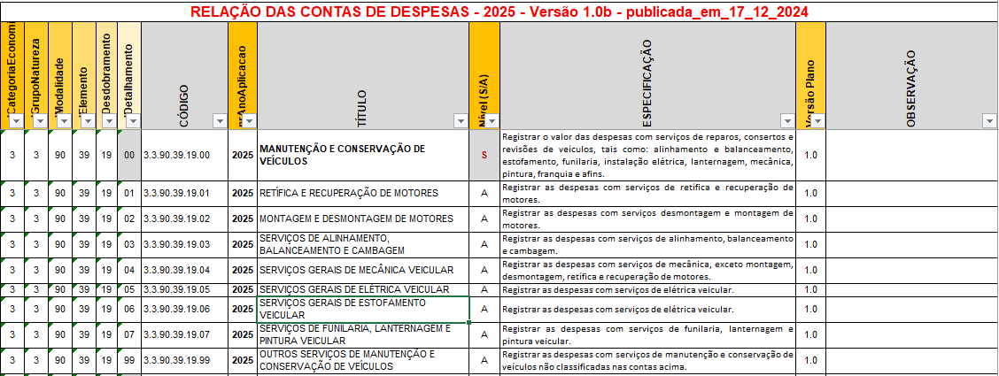 RELAÇÃO DAS CONTAS DE DESPESAS - 2025 - Versão 1.0b - publicada_em_17_12_2024
CategoriaEconomi GrupoNatureza Modalidade Elemento Desdobramento Detalhamento CÓDIGO AnoAplicacao TÍTULO Nível (S/A) ESPECIFICAÇÃO Versão Plano OBSERVAÇÃO
3 3 90 39 19 00 3.3.90.39.19.00 2025 MANUTENÇÃO E CONSERVAÇÃO DE
VEÍCULOS
S
Registrar o valor das despesas com serviços de reparos, consertos e
revisões de veículos, tais como: alinhamento e balanceamento,
estofamento, funilaria, instalação elétrica, lanternagem, mecânica,
pintura, franquia e afins.
1.0
3 3 90 39 19 01 3.3.90.39.19.01 2025 RETÍFICA E RECUPERAÇÃO DE MOTORES A
Registrar as despesas com serviços de retífica e recuperação de
motores.
1.0
3 3 90 39 19 02 3.3.90.39.19.02 2025 MONTAGEM E DESMONTAGEM DE MOTORES A
Registrar as despesas com serviços desmontagem e montagem de
motores.
1.0
3 3 90 39 19 03 3.3.90.39.19.03 2025 SERVIÇOS DE ALINHAMENTO,
BALANCEAMENTO E CAMBAGEM
A
Registrar as despesas com serviços de alinhamento, balanceamento
e cambagem.
1.0
3 3 90 39 19 04 3.3.90.39.19.04 2025 SERVIÇOS GERAIS DE MECÂNICA VEICULAR A
Registrar as despesas com serviços de mecânica, exceto montagem,
desmontagem, retífica e recuperação de motores.
1.0
3 3 90 39 19 05 3.3.90.39.19.05 2025 SERVIÇOS GERAIS DE ELÉTRICA VEICULAR A Registrar as despesas com serviços de elétrica veicular. 1.0
3 3 90 39 19 06 3.3.90.39.19.06 2025 SERVIÇOS GERAIS DE ESTOFAMENTO
VEICULAR
A Registrar as despesas com serviços de elétrica veicular. 1.0
3 3 90 39 19 07 3.3.90.39.19.07 2025 SERVIÇOS DE FUNILARIA, LANTERNAGEM E
PINTURA VEICULAR
A
Registrar as despesas com serviços de funilaria, lanternagem e
pintura veicular.
1.0
3 3 90 39 19 99 3.3.90.39.19.99 2025 OUTROS SERVIÇOS DE MANUTENÇÃO E
CONSERVAÇÃO DE VEÍCULOS
A
Registrar as despesas com serviços de manutenção e conservação de
veículos não classificadas nas contas acima.
1.0